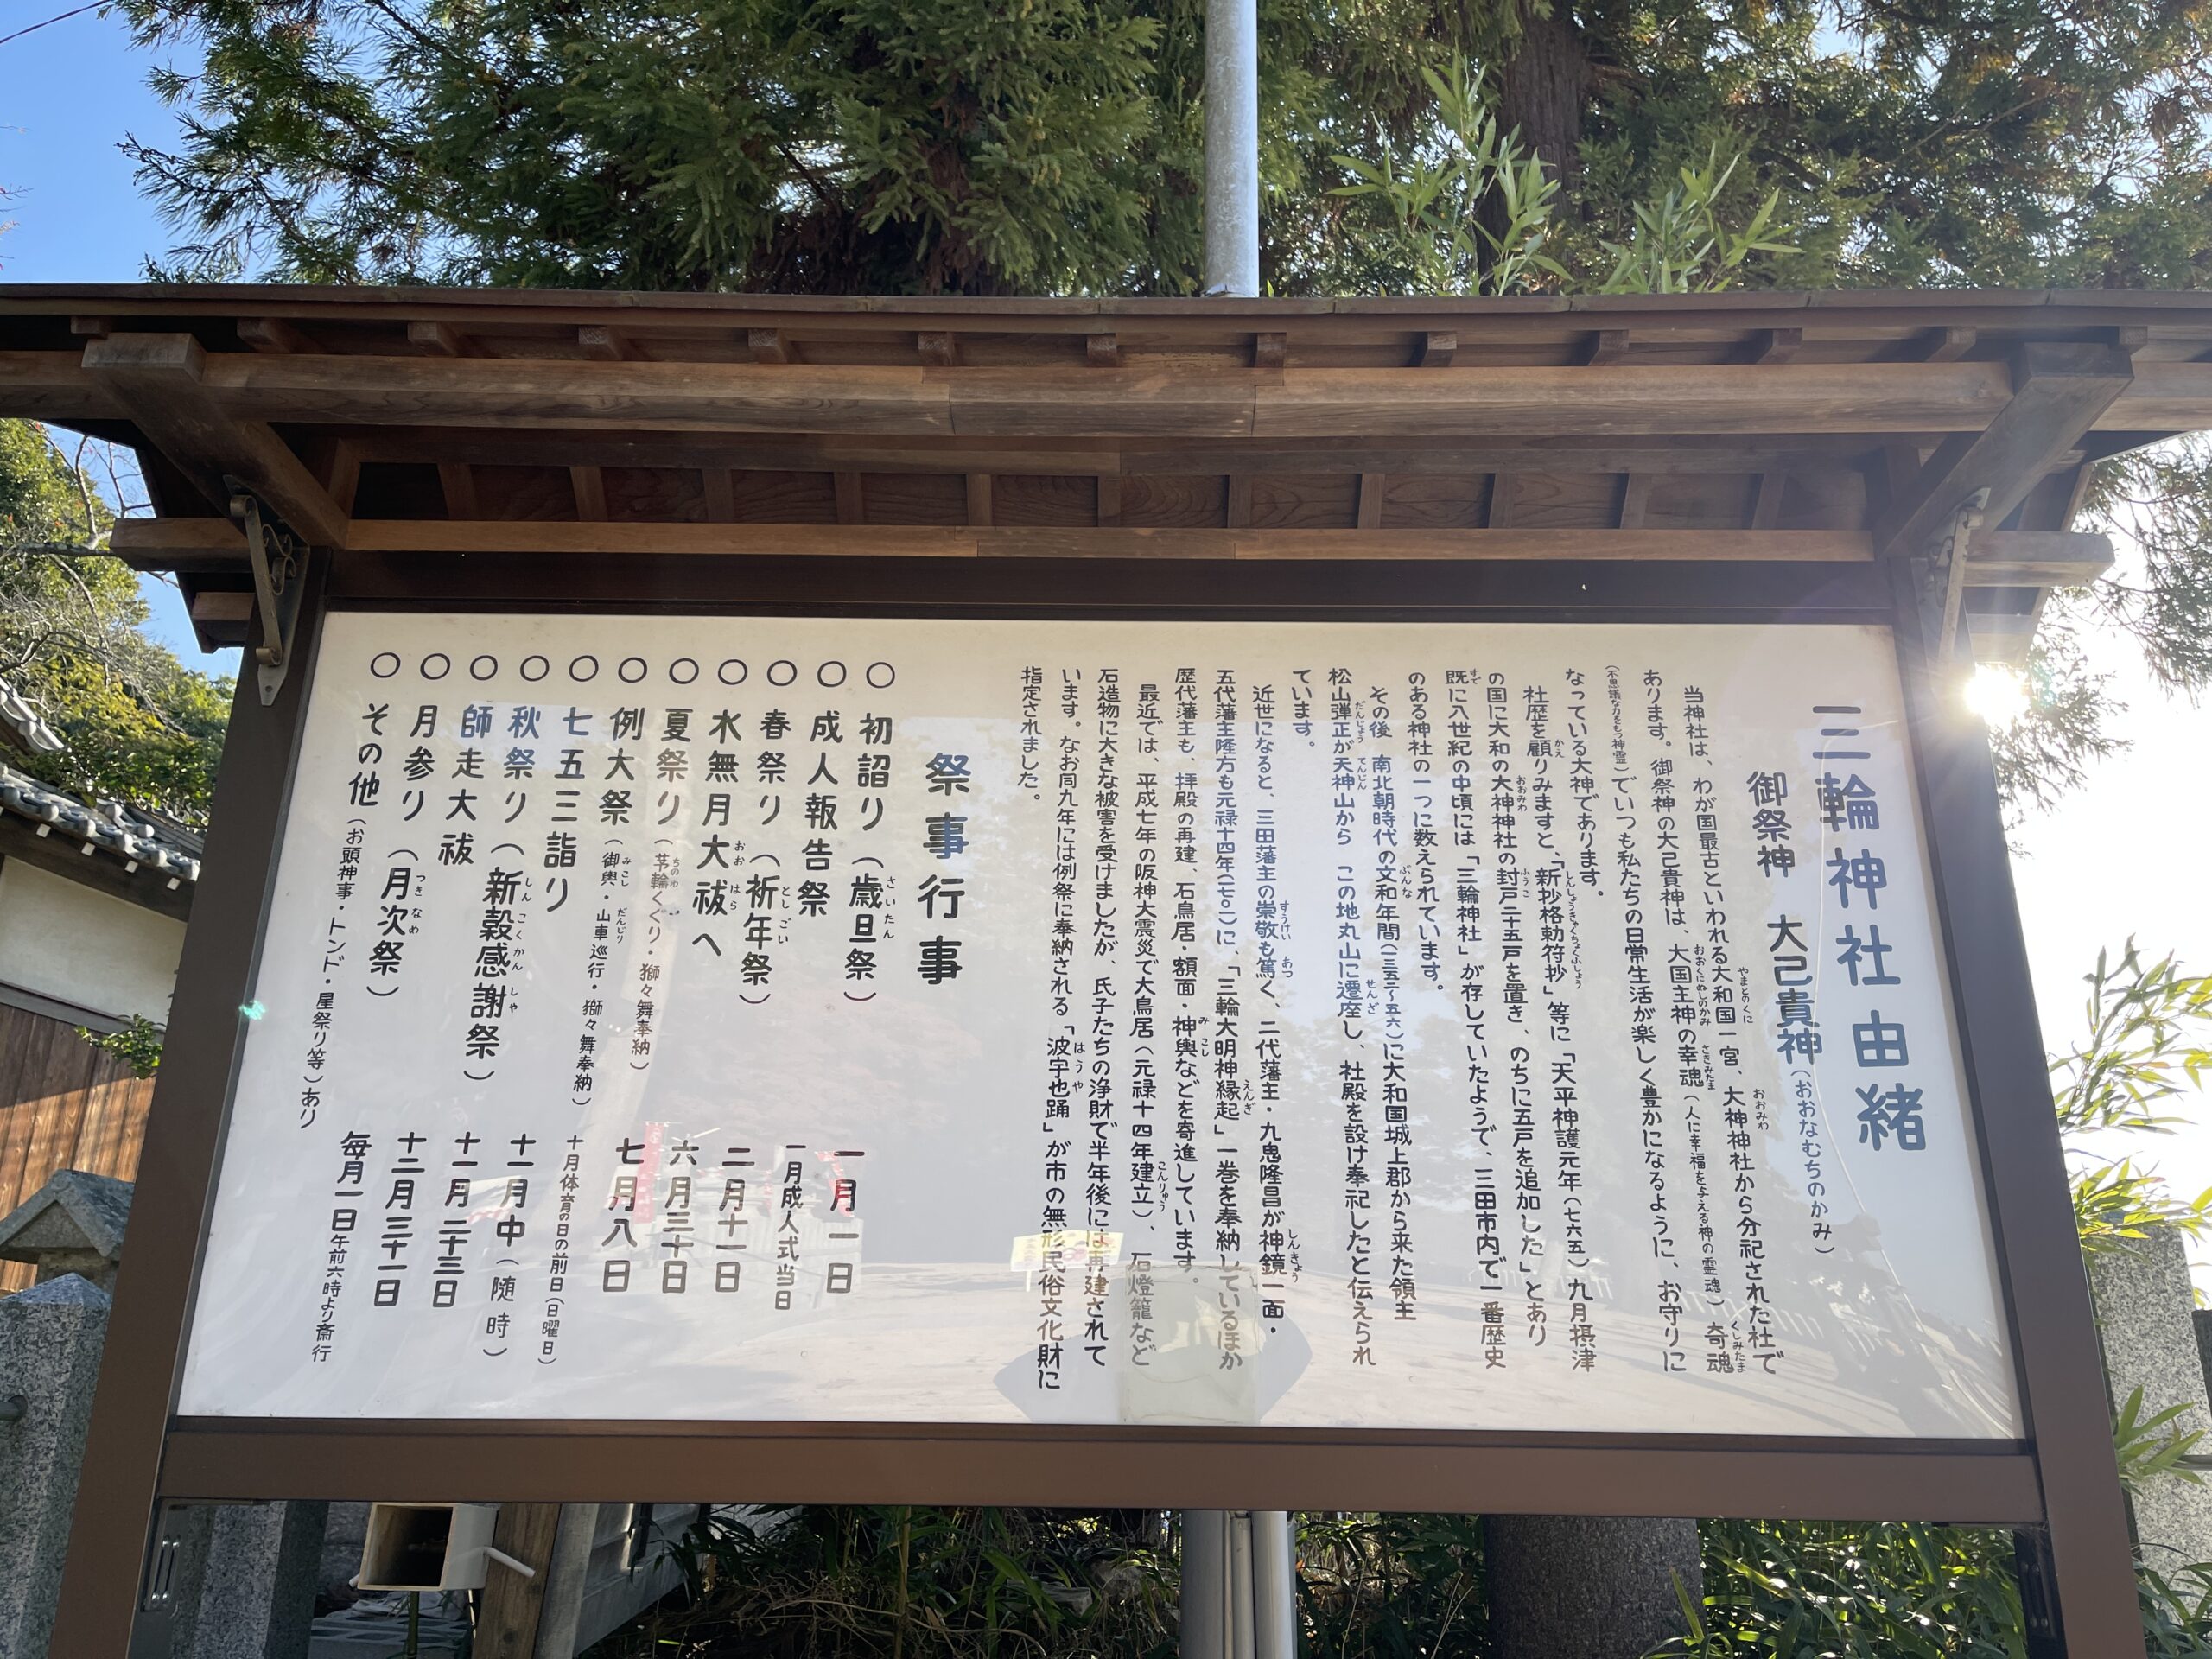 三輪神社由緒
御祭神 大己貴神(おおなむちのかみ)
当神社は、わが国最古といわれる大和国一宮、大神神社から分祀された社で
あります。御祭神の大己貴神は、大国主神の幸魂(人に幸福を与える神の霊魂)奇魂
(不思議な力をもつ神霊)でいつも私たちの日常生活が楽しく豊かになるように、お守りに
なっている大神であります。
社歴を顧りみますと、「新抄格勅符抄」等に「天平神護元年(七六五)九月摂津
の国に大和の大神神社の封戸二十五戸を置き、のちに五戸を追加した」とあり
既に八世紀の中頃には「三輪神社」が存していたようで、三田市内で一番歴史
のある神社の一つに数えられています。
その後 南北朝時代の文和年間(一三五二〜五六)に大和国城上郡から来た領主
松山弾正が天神山から この地丸山に遷座し、社殿を設け奉祀したと伝えられ
ています。
近世になると、三田藩主の崇敬も篤く、二代藩主・九鬼隆昌が神鏡一面・
五代藩主隆方も元禄十四年(一七〇一)に、「三輪大明神縁起」一巻を奉納しているほか
歴代藩主も、拝殿の再建、石鳥居・額面・神輿などを寄進しています。
最近では、平成七年の阪神大震災で大鳥居(元禄十四年建立)、石燈籠など
石造物に大きな被害を受けましたが、氏子たちの浄財で半年後には再建されて
います。なお同九年には例祭に奉納される「波宇也踊」が市の無形民俗文化財に
指定されました。
祭事行事
○ 初詣り(歳旦祭) 一月一日
○ 成人報告祭 一月成人式当日
○ 春祭り(祈年祭) 二月十一日
○ 水無月大祓へ 六月三十日
○ 夏祭り(茅輪くぐり・獅々舞奉納) 七月八日
○ 例大祭(御輿・山車巡行・獅々舞奉納) 十月体育の日の前日(日曜日)
○ 七五三詣り 十一月中(随時)
○ 秋祭り(新穀感謝祭) 十一月二十三日
○ 師走大祓 十二月三十一日
○ 月参り(月次祭) 毎月一日午前六時より斎行
○ その他(お頭神事・トンド・星祭り等)あり